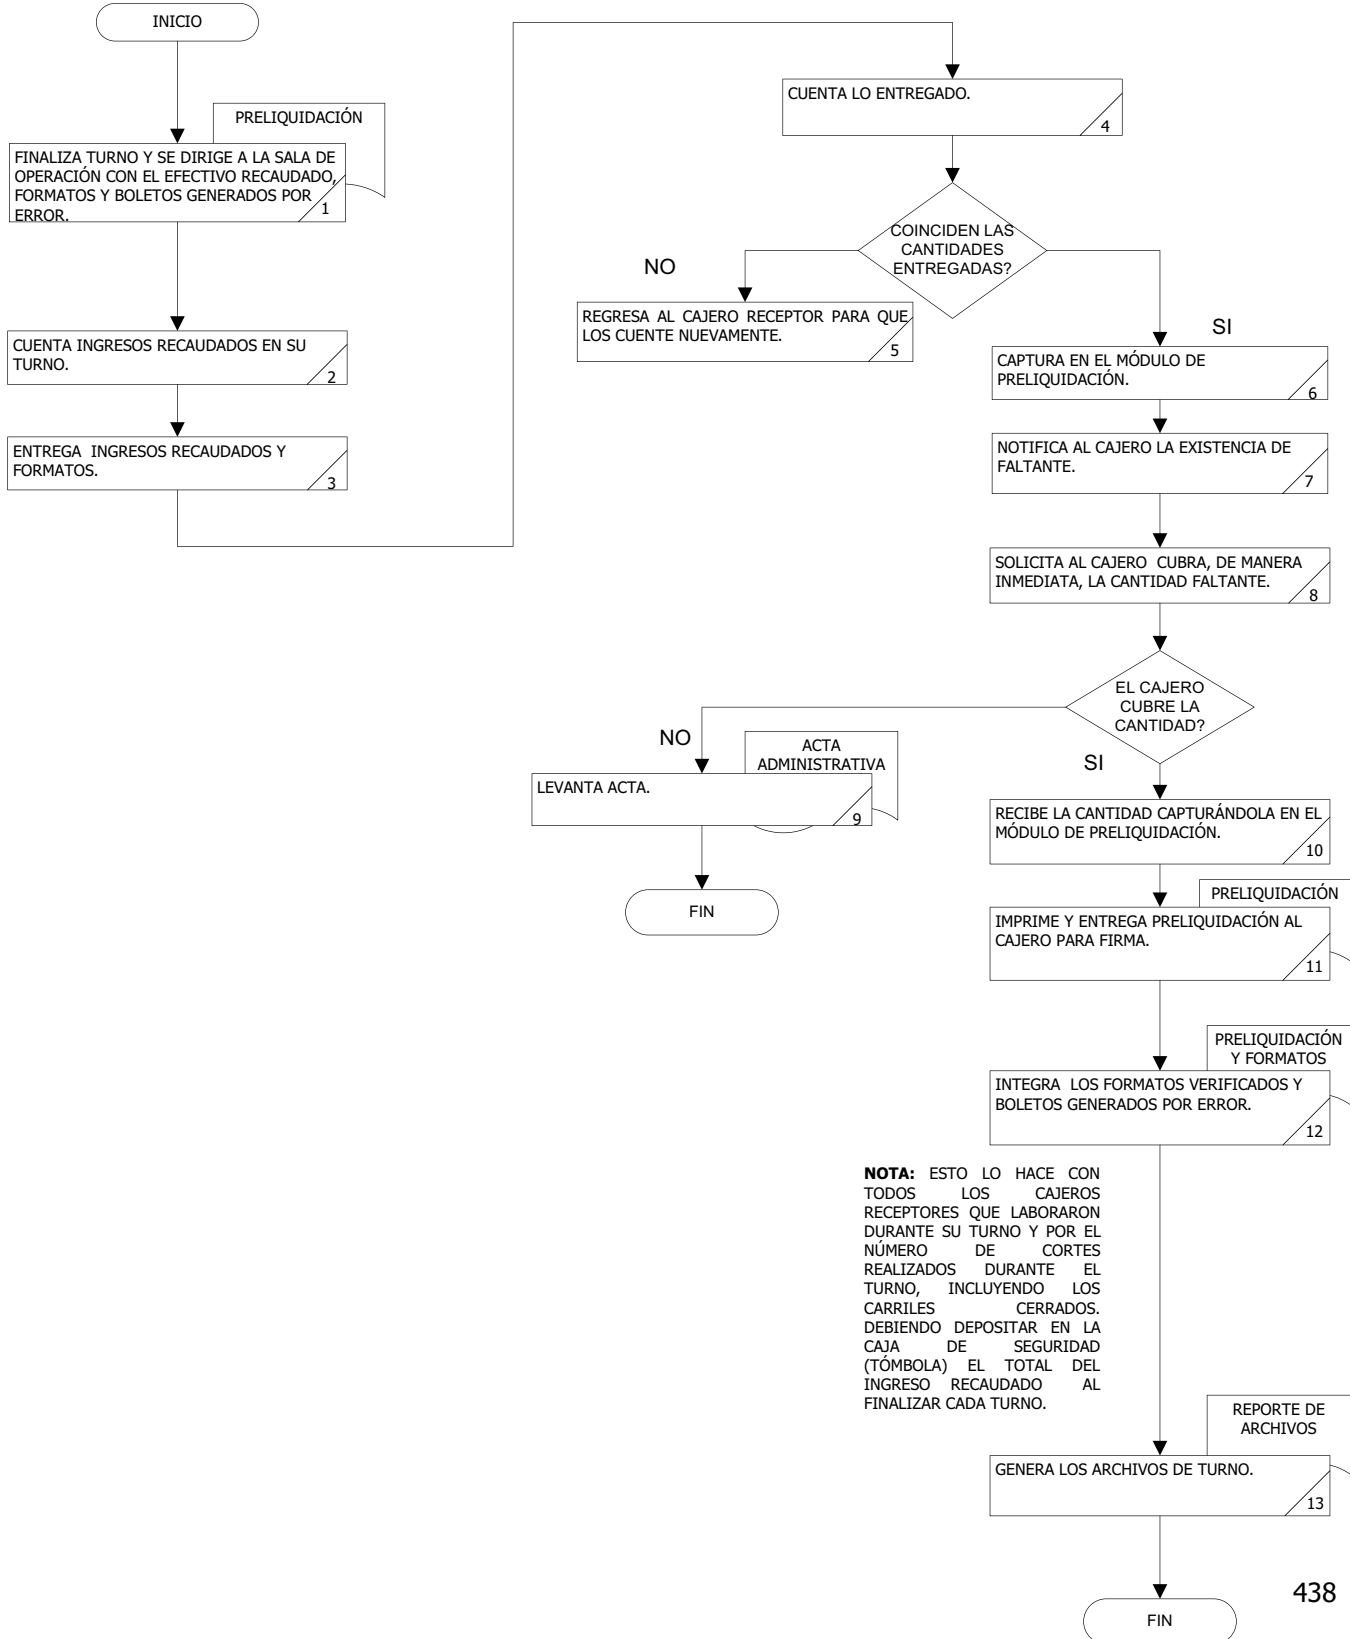 INICIO
PRELIQUIDACIÓN
FINALIZA TURNO Y SE DIRIGE A LA SALA DE
OPERACIÓN CON EL EFECTIVO RECAUDADO,
FORMATOS Y BOLETOS GENERADOS POR
ERROR.
1
CUENTA INGRESOS RECAUDADOS EN SU
TURNO.
2
ENTREGA INGRESOS RECAUDADOS Y
FORMATOS.
3
CUENTA LO ENTREGADO.
4
COINCIDEN LAS
CANTIDADES
ENTREGADAS?
NO
REGRESA AL CAJERO RECEPTOR PARA QUE
LOS CUENTE NUEVAMENTE.
5
SI
CAPTURA EN EL MÓDULO DE
PRELIQUIDACIÓN.
6
NOTIFICA AL CAJERO LA EXISTENCIA DE
FALTANTE.
7
SOLICITA AL CAJERO CUBRA, DE MANERA
INMEDIATA, LA CANTIDAD FALTANTE.
8
EL CAJERO
CUBRE LA
CANTIDAD?
NO
ACTA
ADMINISTRATIVA
LEVANTA ACTA.
9
FIN
SI
RECIBE LA CANTIDAD CAPTURÁNDOLA EN EL
MÓDULO DE PRELIQUIDACIÓN.
10
PRELIQUIDACIÓN
IMPRIME Y ENTREGA PRELIQUIDACIÓN AL
CAJERO PARA FIRMA.
11
PRELIQUIDACIÓN
Y FORMATOS
INTEGRA LOS FORMATOS VERIFICADOS Y
BOLETOS GENERADOS POR ERROR.
12
NOTA: ESTO LO HACE CON
TODOS LOS CAJEROS
RECEPTORES QUE LABORARON
DURANTE SU TURNO Y POR EL
NÚMERO DE CORTES
REALIZADOS DURANTE EL
TURNO, INCLUYENDO LOS
CARRILES CERRADOS.
DEBIENDO DEPOSITAR EN LA
CAJA DE SEGURIDAD
(TÓMBOLA) EL TOTAL DEL
INGRESO RECAUDADO AL
FINALIZAR CADA TURNO.
REPORTE DE
ARCHIVOS
GENERA LOS ARCHIVOS DE TURNO.
13
438
FIN